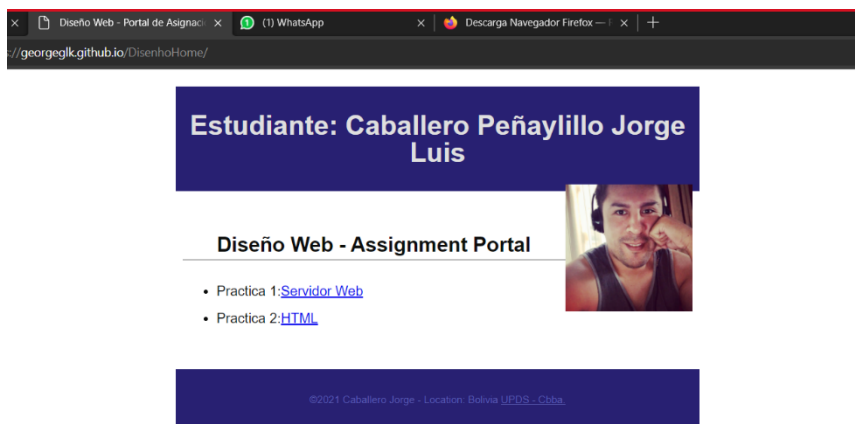 Diseño Web - Portal de Asignaci
(1) WhatsApp
Descarga Navegador Firefox —
://georgeglk.github.io/DisenhoHome/
Estudiante: Caballero Peñaylillo Jorge
Luis
Diseño Web - Assignment Portal
Practica 1:Servidor Web
Practica 2:HTML
©2021 Caballero Jorge - Location: Bolivia UPDS - Cbba.